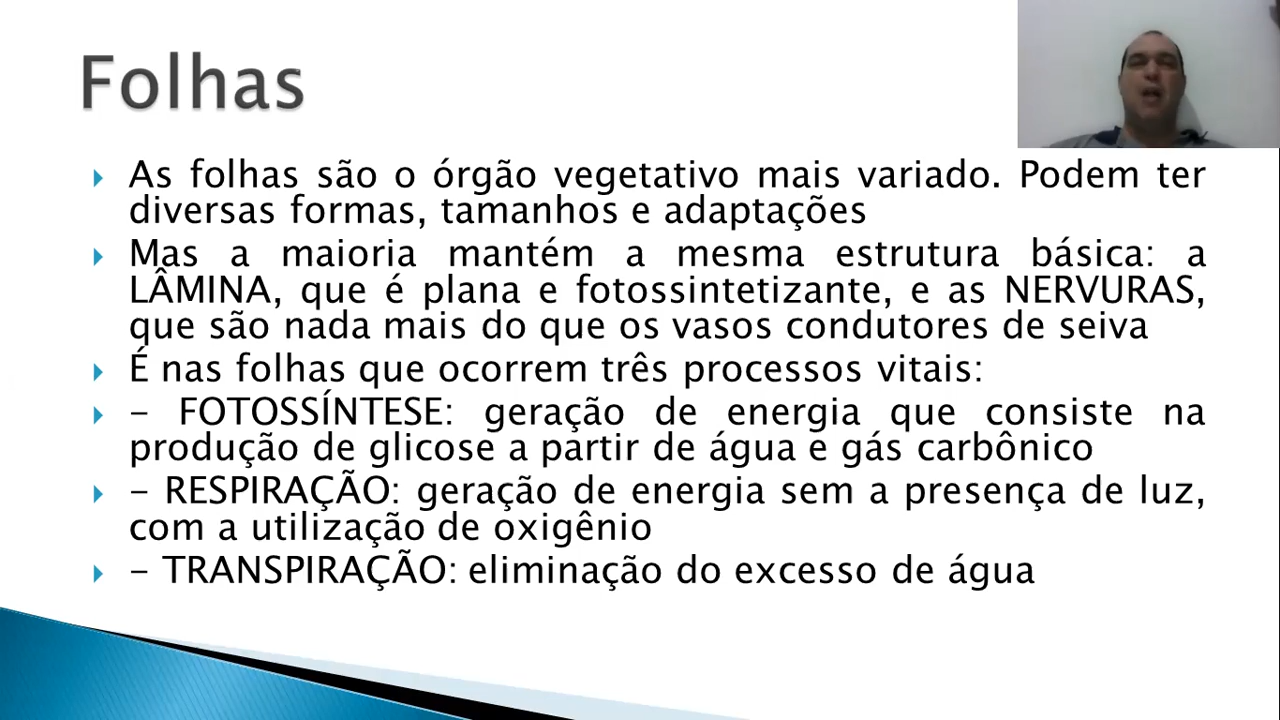 Folhas
As folhas são o órgão vegetativo mais variado. Podem ter
diversas formas, tamanhos e adaptações
Mas a maioria mantém a mesma estrutura básica: a
LÂMINA, que é plana e fotossintetizante, e as NERVURAS,
que são nada mais do que os vasos condutores de seiva
É nas folhas que ocorrem três processos vitais:
- FOTOSSÍNTESE: geração de energia que consiste na
produção de glicose a partir de água e gás carbônico
- RESPIRAÇÃO: geração de energia sem a presença de luz,
com a utilização de oxigênio
- TRANSPIRAÇÃO: eliminação do excesso de água